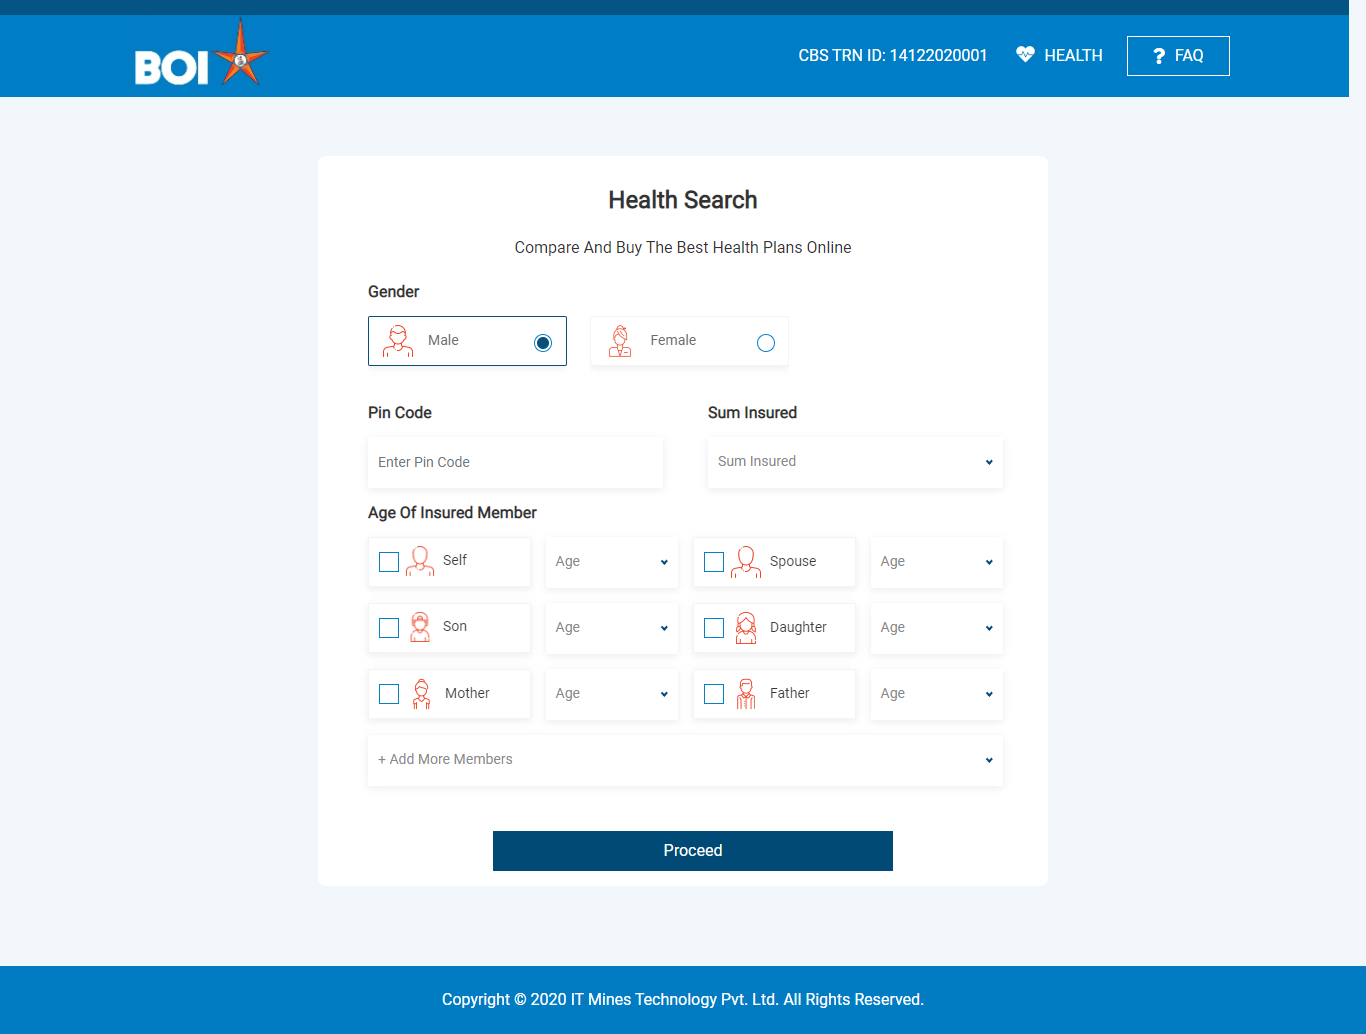 BOI
CBS TRN ID: 14122020001
HEALTH
? FAQ
Health Search
Compare And Buy The Best Health Plans Online
Gender
Male
Female
Pin Code
Sum Insured
Enter Pin Code
Sum Insured
Age Of Insured Member
Self
Age
Spouse
Age
Son
Age
Daughter
Age
Mother
Age
Father
Age
+ Add More Members
Proceed
Copyright © 2020 IT Mines Technology Pvt. Ltd. All Rights Reserved.